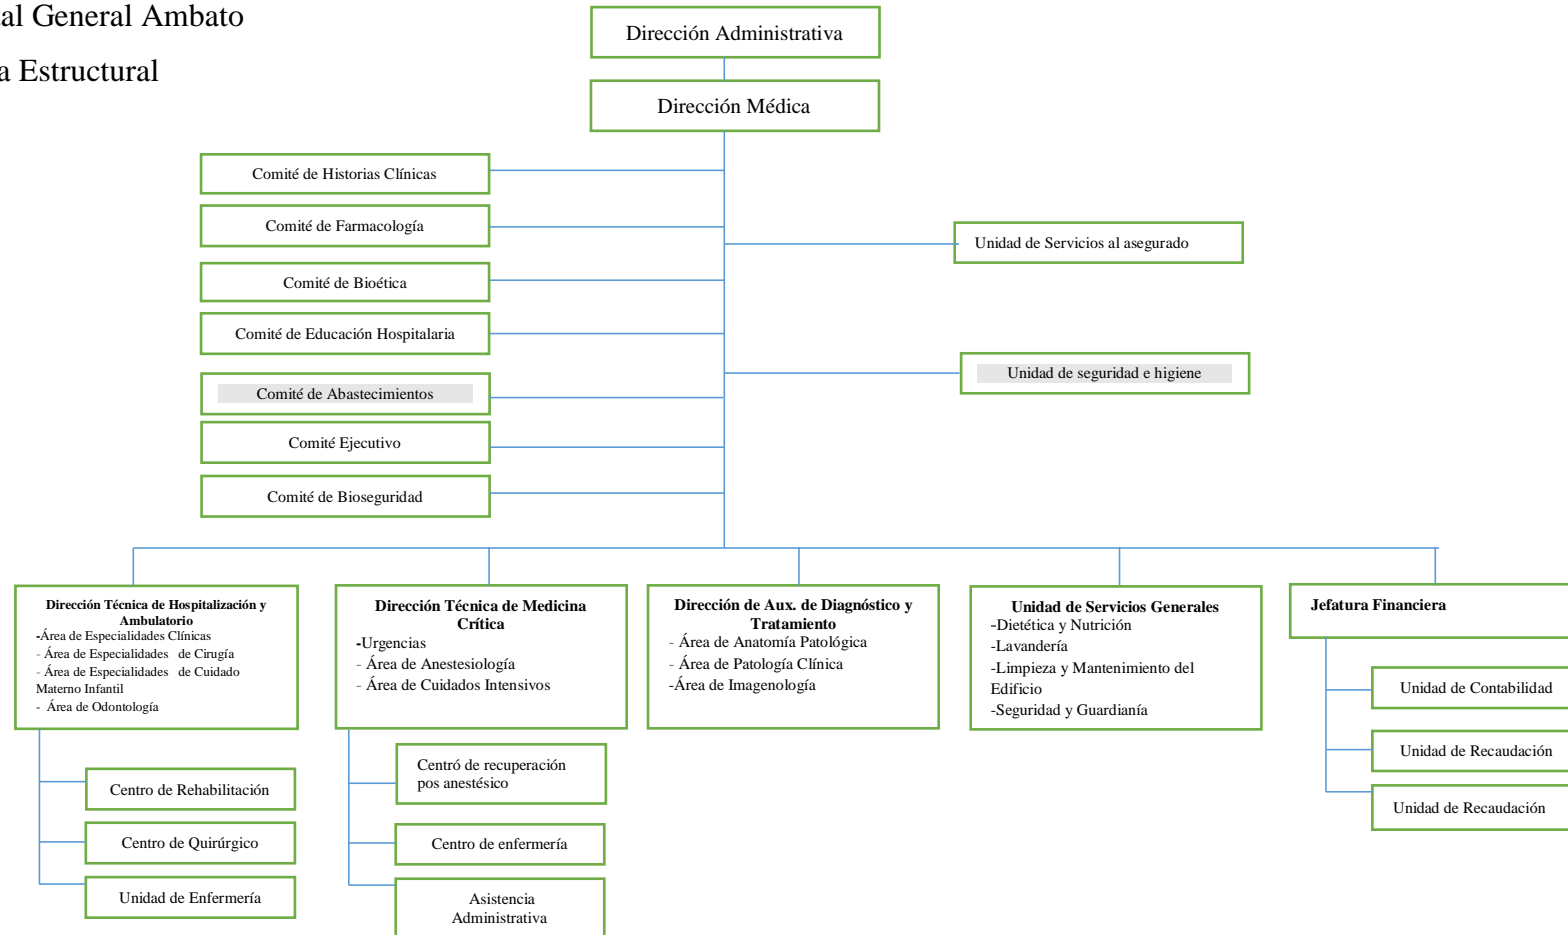 al General Ambato
a Estructural
Dirección Administrativa
Dirección Médica
Comité de Historias Clínicas
Comité de Farmacología
Unidad de Servicios al asegurado
Comité de Bioética
Comité de Educación Hospitalaria
Unidad de seguridad e higiene
Comité de Abastecimientos
Comité Ejecutivo
Comité de Bioseguridad
Dirección Técnica de Hospitalización y
Ambulatorio
-Área de Especialidades Clínicas
- Área de Especialidades de Cirugía
- Área de Especialidades de Cuidado
Materno Infantil
- Área de Odontología
Centro de Rehabilitación
Centro de Quirúrgico
Unidad de Enfermería
Dirección Técnica de Medicina
Crítica
-Urgencias
- Área de Anestesiología
- Área de Cuidados Intensivos
Centró de recuperación
pos anestésico
Centro de enfermería
Asistencia
Administrativa
Dirección de Aux. de Diagnóstico y
Tratamiento
- Área de Anatomía Patológica
- Área de Patología Clínica
-Área de Imagenología
Unidad de Servicios Generales
-Dietética y Nutrición
-Lavandería
-Limpieza y Mantenimiento del
Edificio
-Seguridad y Guardianía
Jefatura Financiera
Unidad de Contabilidad
Unidad de Recaudación
Unidad de Recaudación